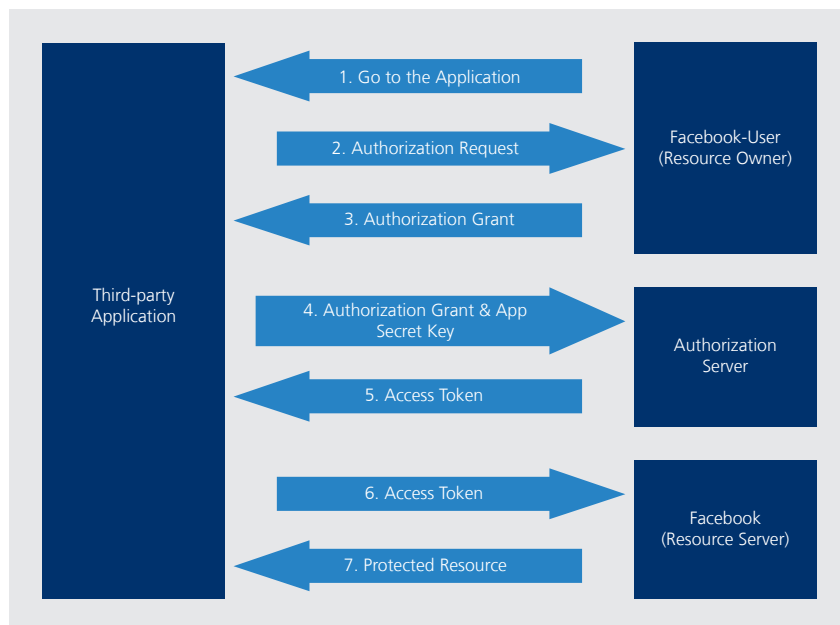 1. Go to the Application
2. Authorization Request
3. Authorization Grant
Facebook-User
(Resource Owner)
Third-party
Application
4. Authorization Grant & App
Secret Key
5. Access Token
Authorization
Server
6. Access Token
7. Protected Resource
Facebook
(Resource Server)